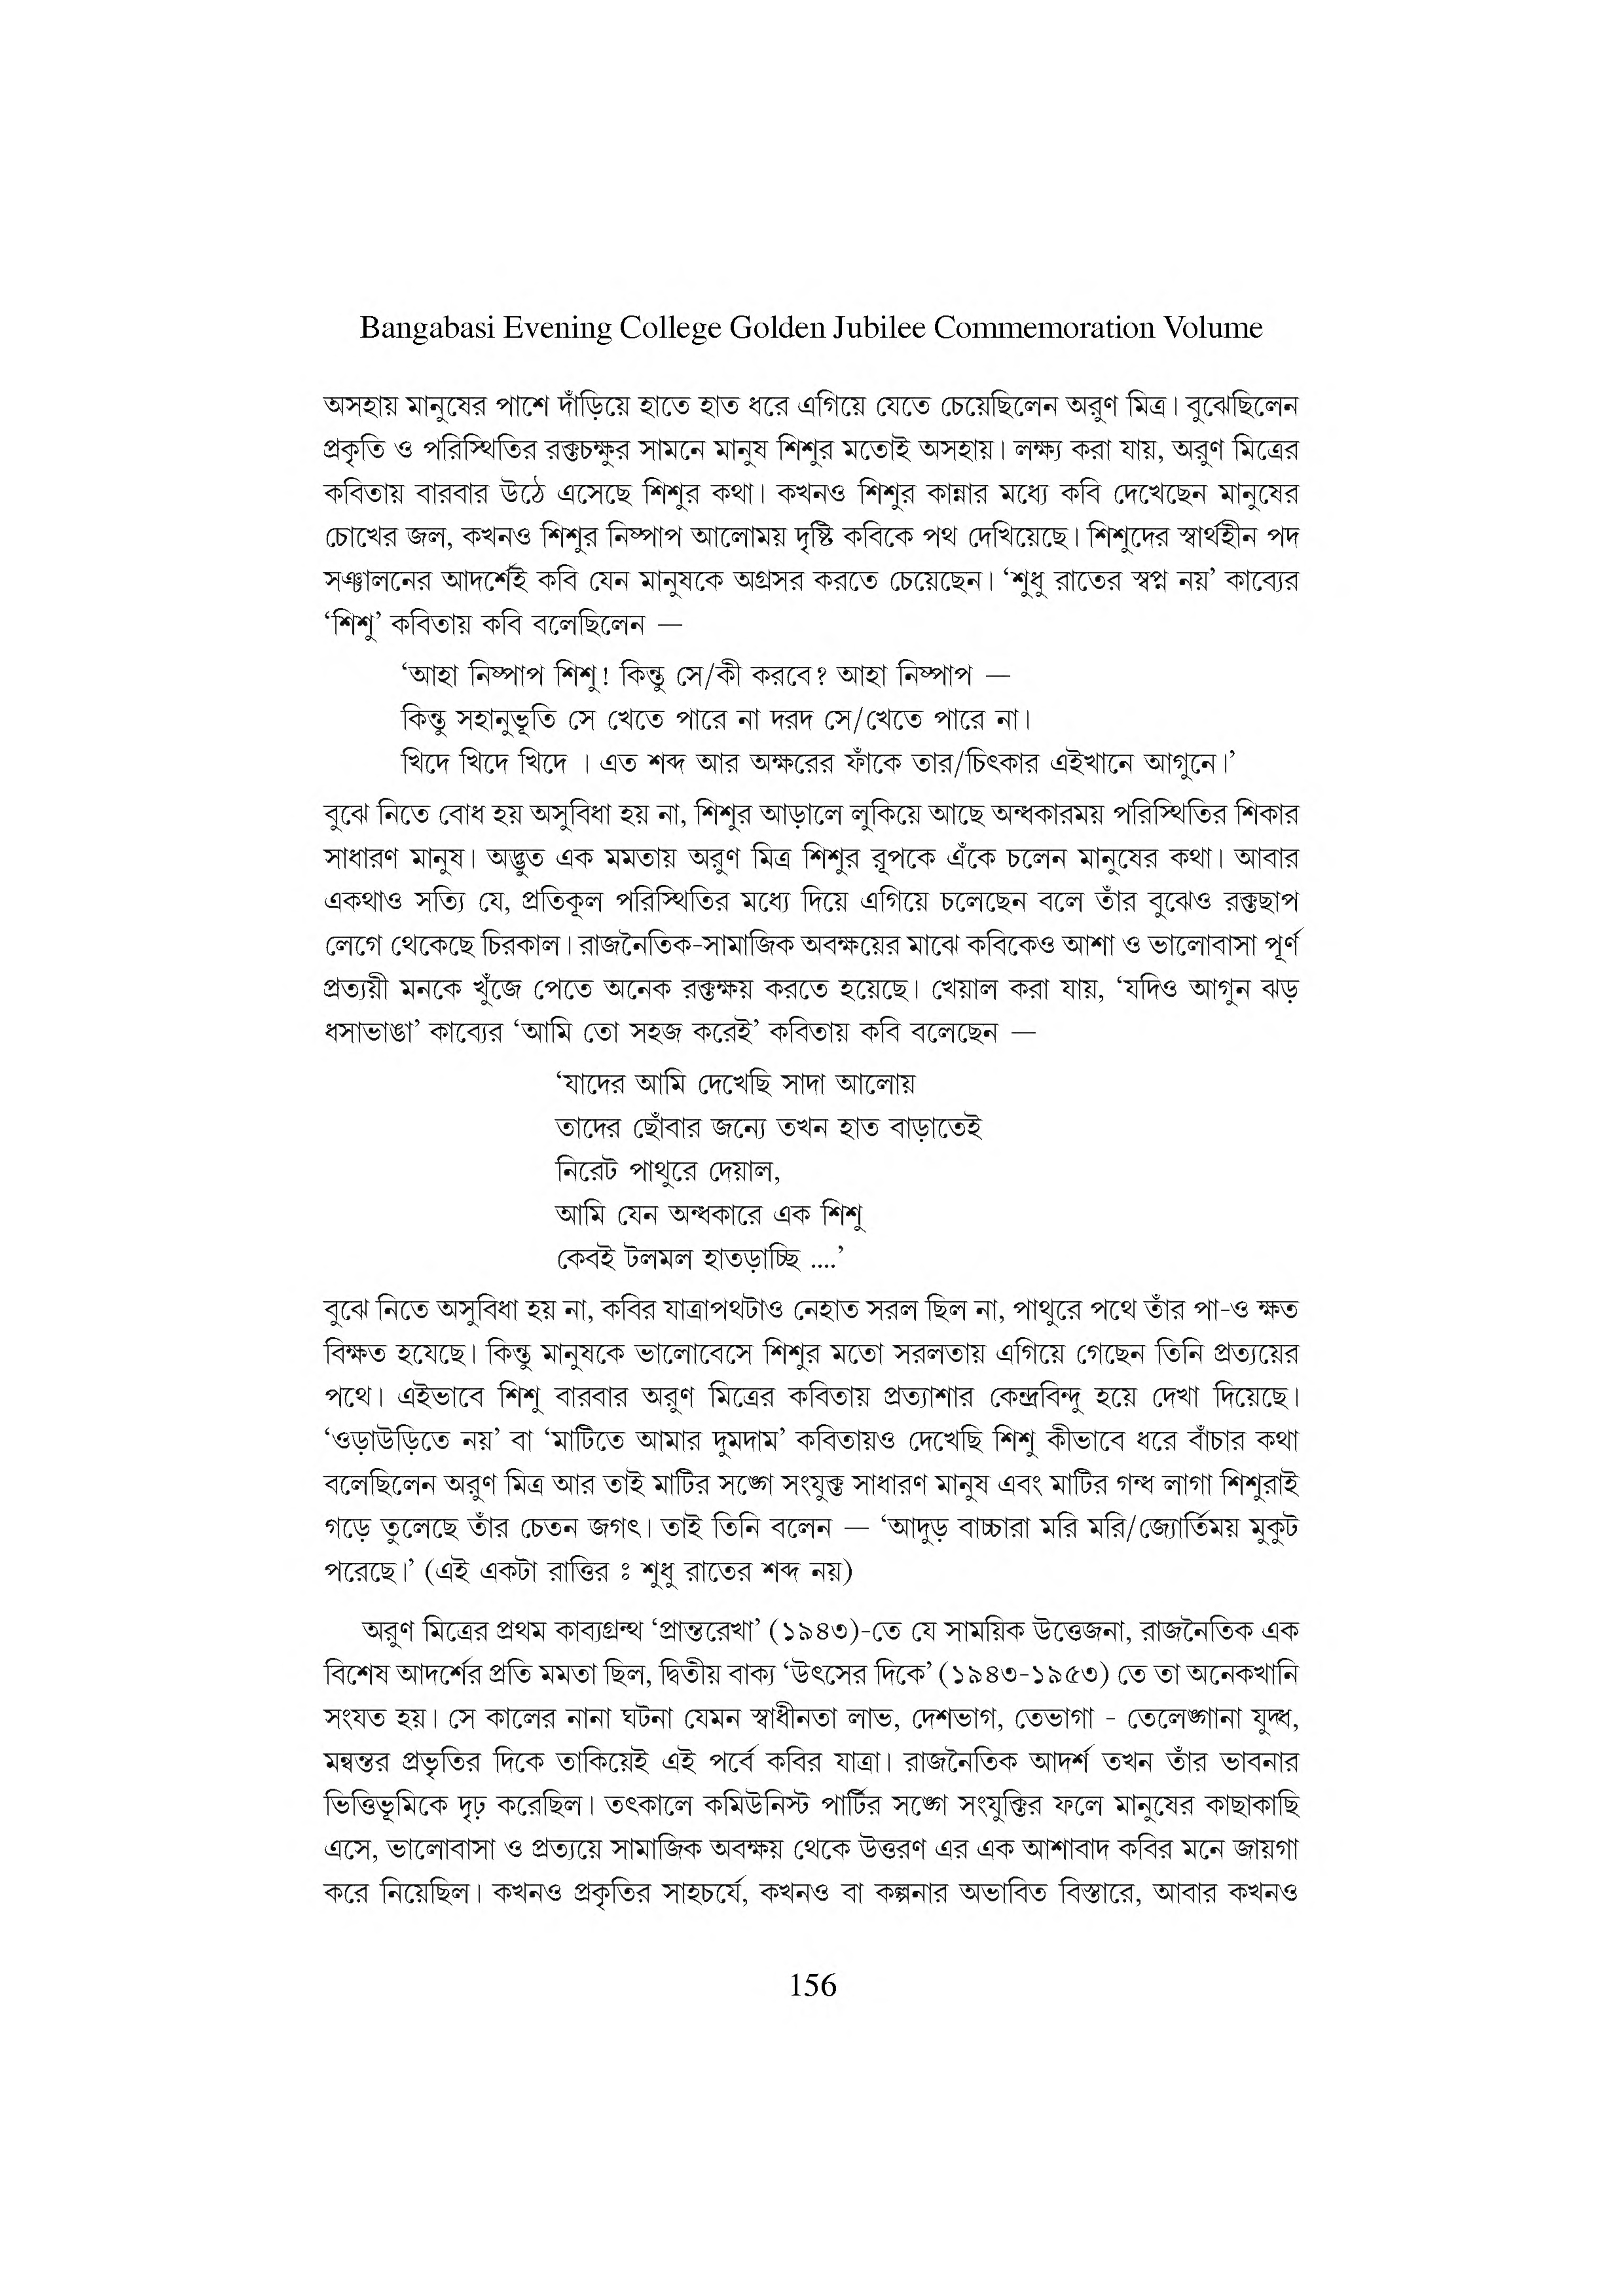 Bangabasi Evening College Golden Jubilee Commemoration Volume
অসহায় মানুষের পাশে দাঁড়িয়ে হাতে হাত ধরে এগিয়ে যেতে চেয়েছিলেন অরুণ মিত্র। বুঝেছিলেন
প্রকৃতি ও পরিস্থিতির রক্তচক্ষুর সামনে মানুষ শিশুর মতোই অসহায়। লক্ষ্য করা যায়, অরুণ মিত্রের
কবিতায় বারবার উঠে এসেছে শিশুর কথা। কখনও শিশুর কান্নার মধ্যে কবি দেখেছেন মানুষের
চোখের জল, কখনও শিশুর নিষ্পাপ আলোময় দৃষ্টি কবিকে পথ দেখিয়েছে। শিশুদের স্বার্থহীন পদ
সঞ্চালনের আদর্শেই কবি যেন মানুষকে অগ্রসর করতে চেয়েছেন। ‘শুধু রাতের স্বপ্ন নয়’ কাব্যের
‘শিশু’ কবিতায় কবি বলেছিলেন —
‘আহা নিষ্পাপ শিশু! কিন্তু সে/কী করবে? আহা নিষ্পাপ —
কিন্তু সহানুভূতি সে খেতে পারে না দরদ সে/খেতে পারে না।
খিদে খিদে খিদে । এত শব্দ আর অক্ষরের ফাঁকে তার/চিৎকার এইখানে আগুনে।’
বুঝে নিতে বোধ হয় অসুবিধা হয় না, শিশুর আড়ালে লুকিয়ে আছে অন্ধকারময় পরিস্থিতির শিকার
সাধারণ মানুষ। অদ্ভুত এক মমতায় অরুণ মিত্র শিশুর রূপকে এঁকে চলেন মানুষের কথা। আবার
একথাও সত্যি যে, প্রতিকূল পরিস্থিতির মধ্যে দিয়ে এগিয়ে চলেছেন বলে তাঁর বুঝেও রক্তছাপ
লেগে থেকেছে চিরকাল। রাজনৈতিক-সামাজিক অবক্ষয়ের মাঝে কবিকেও আশা ও ভালোবাসা পূর্ণ
প্রত্যয়ী মনকে খুঁজে পেতে অনেক রক্তক্ষয় করতে হয়েছে। খেয়াল করা যায়, ‘যদিও আগুন ঝড়
ধসাভাঙা’ কাব্যের ‘আমি তো সহজ করেই’ কবিতায় কবি বলেছেন —
‘যাদের আমি দেখেছি সাদা আলোয়
তাদের ছোঁবার জন্যে তখন হাত বাড়াতেই
নিরেট পাথুরে দেয়াল,
আমি যেন অন্ধকারে এক শিশু
কেবই টলমল হাতড়াচ্ছি ....’
বুঝে নিতে অসুবিধা হয় না, কবির যাত্রাপথটাও নেহাত সরল ছিল না, পাথুরে পথে তাঁর পা-ও ক্ষত
বিক্ষত হযেছে। কিন্তু মানুষকে ভালোবেসে শিশুর মতো সরলতায় এগিয়ে গেছেন তিনি প্রত্যয়ের
পথে। এইভাবে শিশু বারবার অরুণ মিত্রের কবিতায় প্রত্যাশার কেন্দ্রবিন্দু হয়ে দেখা দিয়েছে।
‘ওড়াউড়িতে নয়’ বা ‘মাটিতে আমার দুমদাম’ কবিতায়ও দেখেছি শিশু কীভাবে ধরে বাঁচার কথা
বলেছিলেন অরুণ মিত্র আর তাই মাটির সঙ্গে সংযুক্ত সাধারণ মানুষ এবং মাটির গন্ধ লাগা শিশুরাই
গড়ে তুলেছে তাঁর চেতন জগৎ। তাই তিনি বলেন — ‘আদুড় বাচ্চারা মরি মরি/জ্যোর্তিময় মুকুট
পরেছে।’ (এই একটা রাত্তির ঃ শুধু রাতের শব্দ নয়)
অরুণ মিত্রের প্রথম কাব্যগ্রন্থ ‘প্রান্তরেখা’ (১৯৪৩)-তে যে সাময়িক উত্তেজনা, রাজনৈতিক এক
বিশেষ আদর্শের প্রতি মমতা ছিল, দ্বিতীয় বাক্য ‘উৎসের দিকে’ (১৯৪৩-১৯৫৩) তে তা অনেকখানি
সংযত হয়। সে কালের নানা ঘটনা যেমন স্বাধীনতা লাভ, দেশভাগ, তেভাগা - তেলেঙ্গানা যুদ্ধ,
মন্বন্তর প্রভৃতির দিকে তাকিয়েই এই পর্বে কবির যাত্রা। রাজনৈতিক আদর্শ তখন তাঁর ভাবনার
ভিত্তিভূমিকে দৃঢ় করেছিল। তৎকালে কমিউনিস্ট পার্টির সঙ্গে সংযুক্তির ফলে মানুষের কাছাকাছি
এসে, ভালোবাসা ও প্রত্যয়ে সামাজিক অবক্ষয় থেকে উত্তরণ এর এক আশাবাদ কবির মনে জায়গা
করে নিয়েছিল। কখনও প্রকৃতির সাহচর্যে, কখনও বা কল্পনার অভাবিত বিস্তারে, আবার কখনও
156